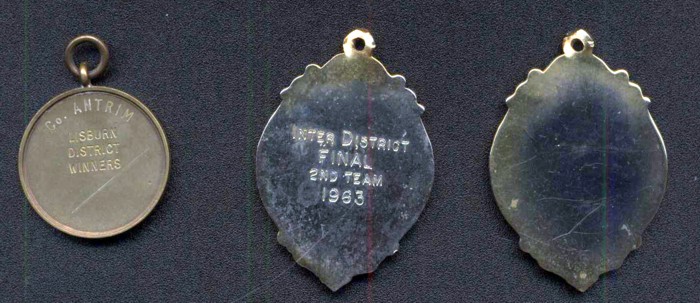 Co. ANTRIM
LISBURN
DISTRICT
WINNERS
INTER DISTRICT
FINAL
2ND TEAM
1963